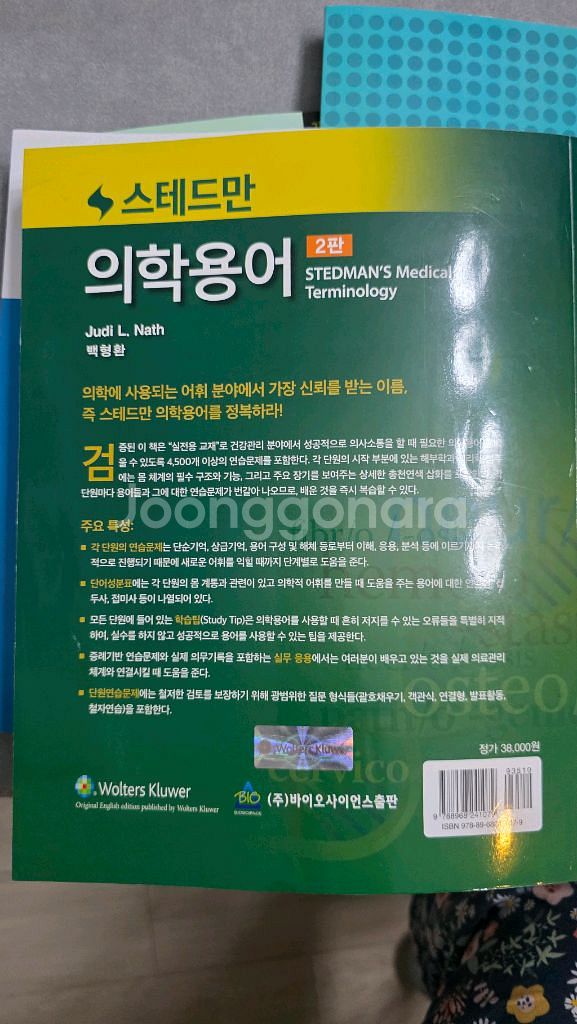 스테드만
의학용어
2판
STEDMAN'S Medical
Terminology
Judi L. Nath
백형환
의학에 사용되는 어휘 분야에서 가장 신뢰를 받는 이름,
즉 스테드만 의학용어를 정복하라!
검증된 이 책은 "실전용 교재"로 건강관리 분야에서 성공적으로 의사소통을 할 때 필요한
울 수 있도록 4,500개 이상의 연습문제를 포함한다. 각 단원의 시작 부분에 있는
에는 몸 체계의 필수 구조와 기능, 그리고 주요 장기를 보여주는 상세한 총천연색 삽화를
단원마다 용어들과 그에 대한 연습문제가 번갈아 나오므로, 배운 것을 즉시 복습할 수 있다.
Joonggonara
주요 특성:
각 단원의 연습문제는 단순기억, 상급기억, 용어 구성 및 해체 등로부터 이해, 응용, 분석 등에
적으로 진행되기 때문에 새로운 어휘를 익힐 때까지 단계별로 도움을 준다.
단어성분표에는 각 단원의 몸 계통과 관련이 있고 의학적 어휘를 만들 때 도움을 주는 용어에 대한
두사, 접미사 등이 나열되어 있다.
모든 단원에 들어 있는 학습팁(Study Tip)은 의학용어를 사용할 때 흔히 저지를 수 있는 오류들을 특별히 지적
하여, 실수를 하지 않고 성공적으로 용어를 사용할 수 있는 팁을 제공한다.
증례기반 연습문제와 실제 의무기록을 포함하는 실무 응용에서는 여러분이 배우고 있는 것을 실제 의료관리
체계와 연결시킬 때 도움을 준다.
단원연습문제에는 철저한 검토를 보장하기 위해 광범위한 질문 형식들(괄호채우기, 객관식, 연결형, 발표활동,
철자연습)을 포함한다.
Wolters Kluwer
cervico
정가 38,000원
Wolters Kluwer
Original English edition published by Wolters Kluwer
BIO
(주)바이오사이언스출판
93510
ISBN 978-89-68